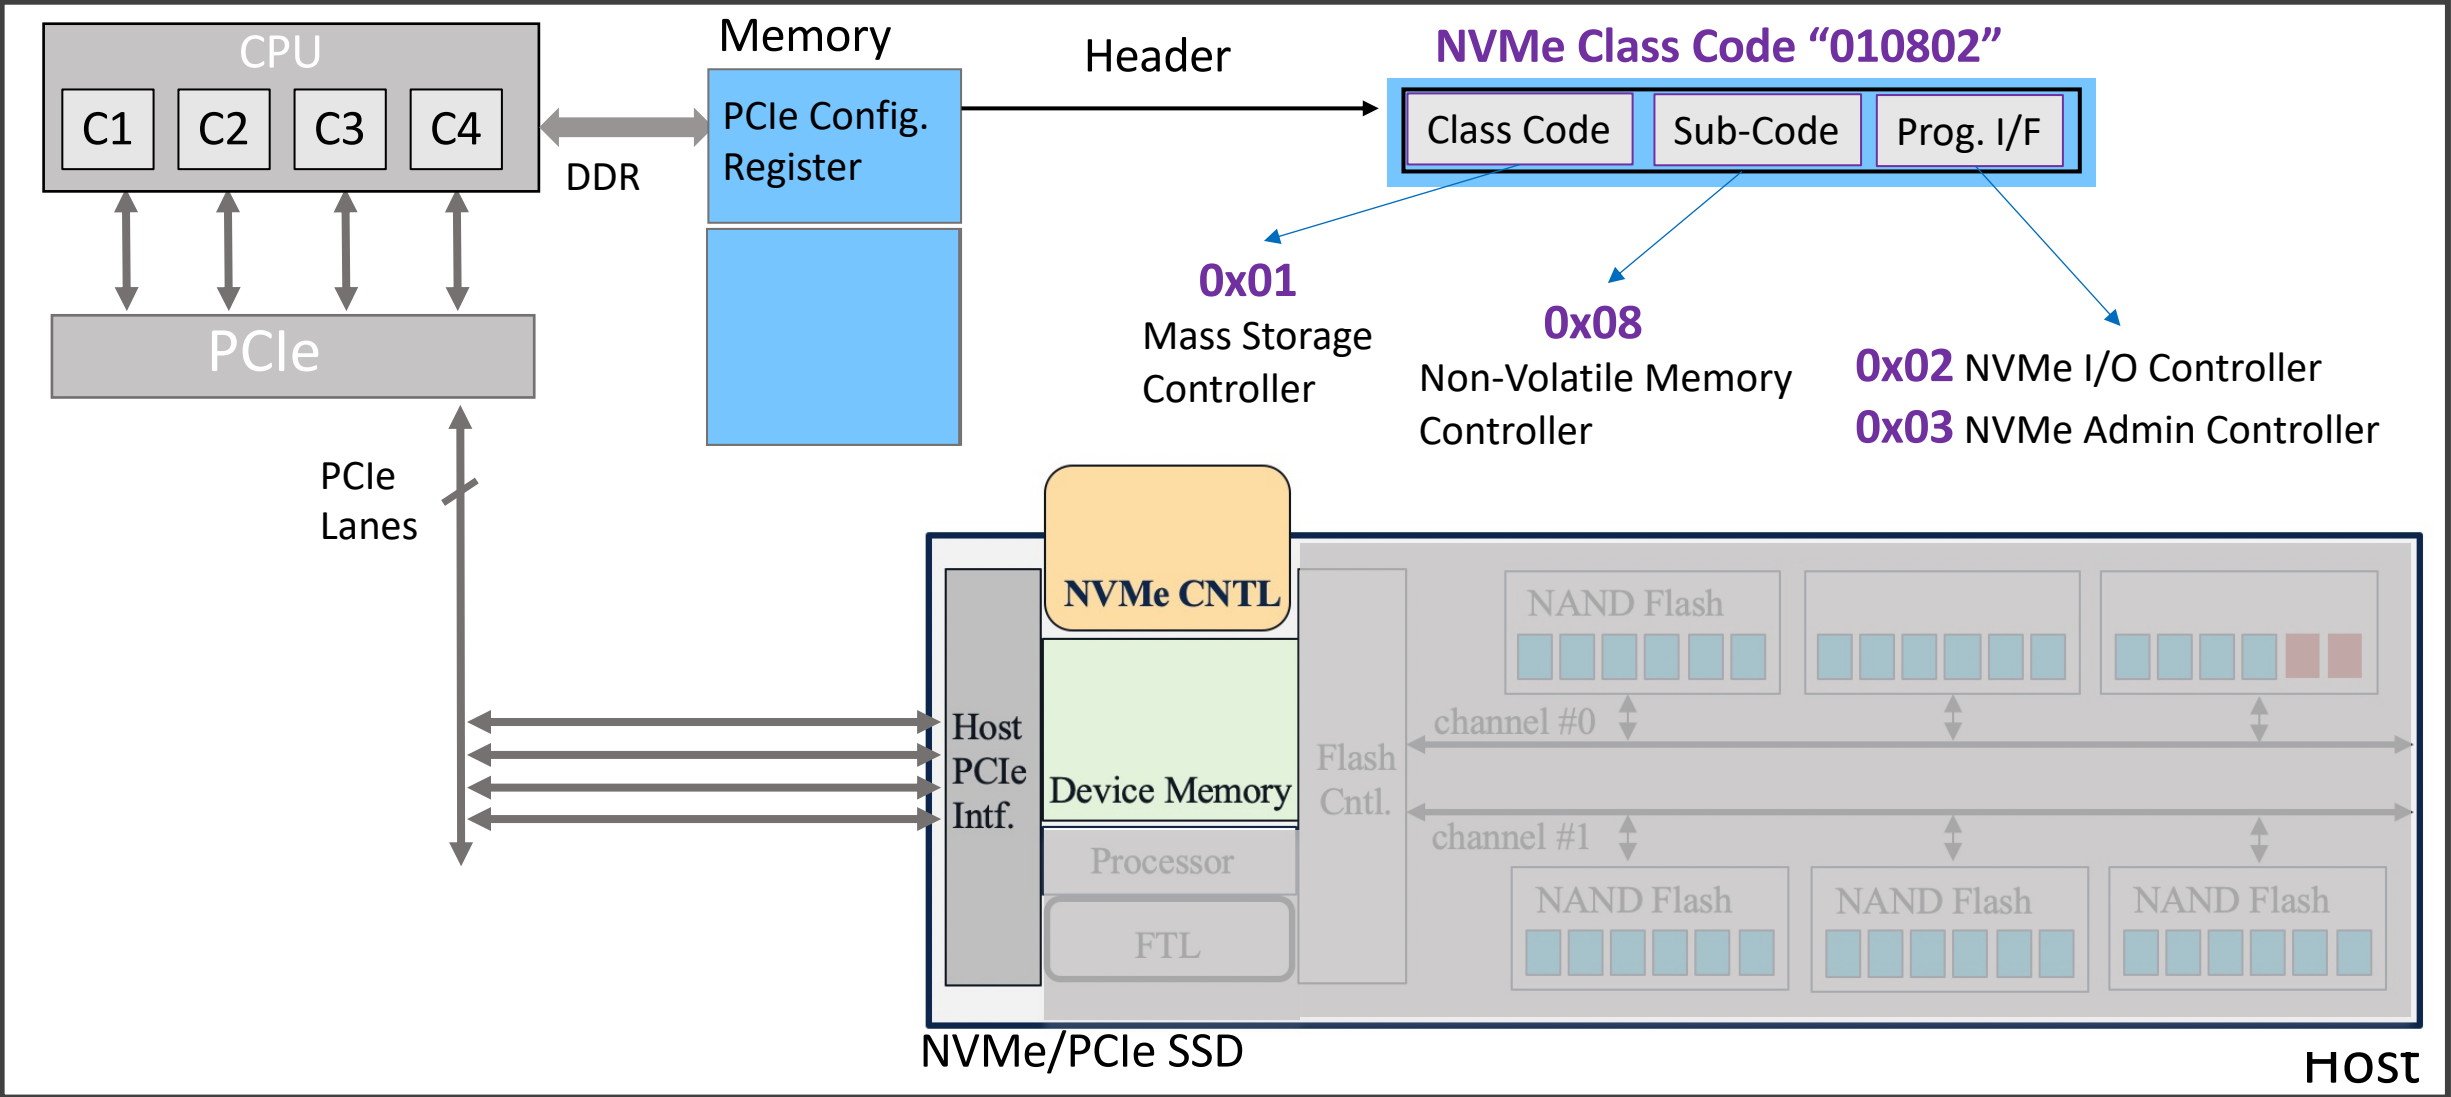 CPU
C1
C2
C3
C4
DDR
Memory
PCIe Config.
Register
Header
NVMe Class Code “010802”
Class Code
Sub-Code
Prog. I/F
0x01
Mass Storage
Controller
0x08
Non-Volatile Memory
Controller
0x02 NVMe I/O Controller
0x03 NVMe Admin Controller
PCIe
PCIe
Lanes
NVMe CNTL
Host
PCIe
Intf.
Device Memory
Processor
FTL
Flash
Cntl.
NAND Flash
channel #0
channel #1
NAND Flash
NAND Flash
NAND Flash
NVMe/PCIe SSD
Host